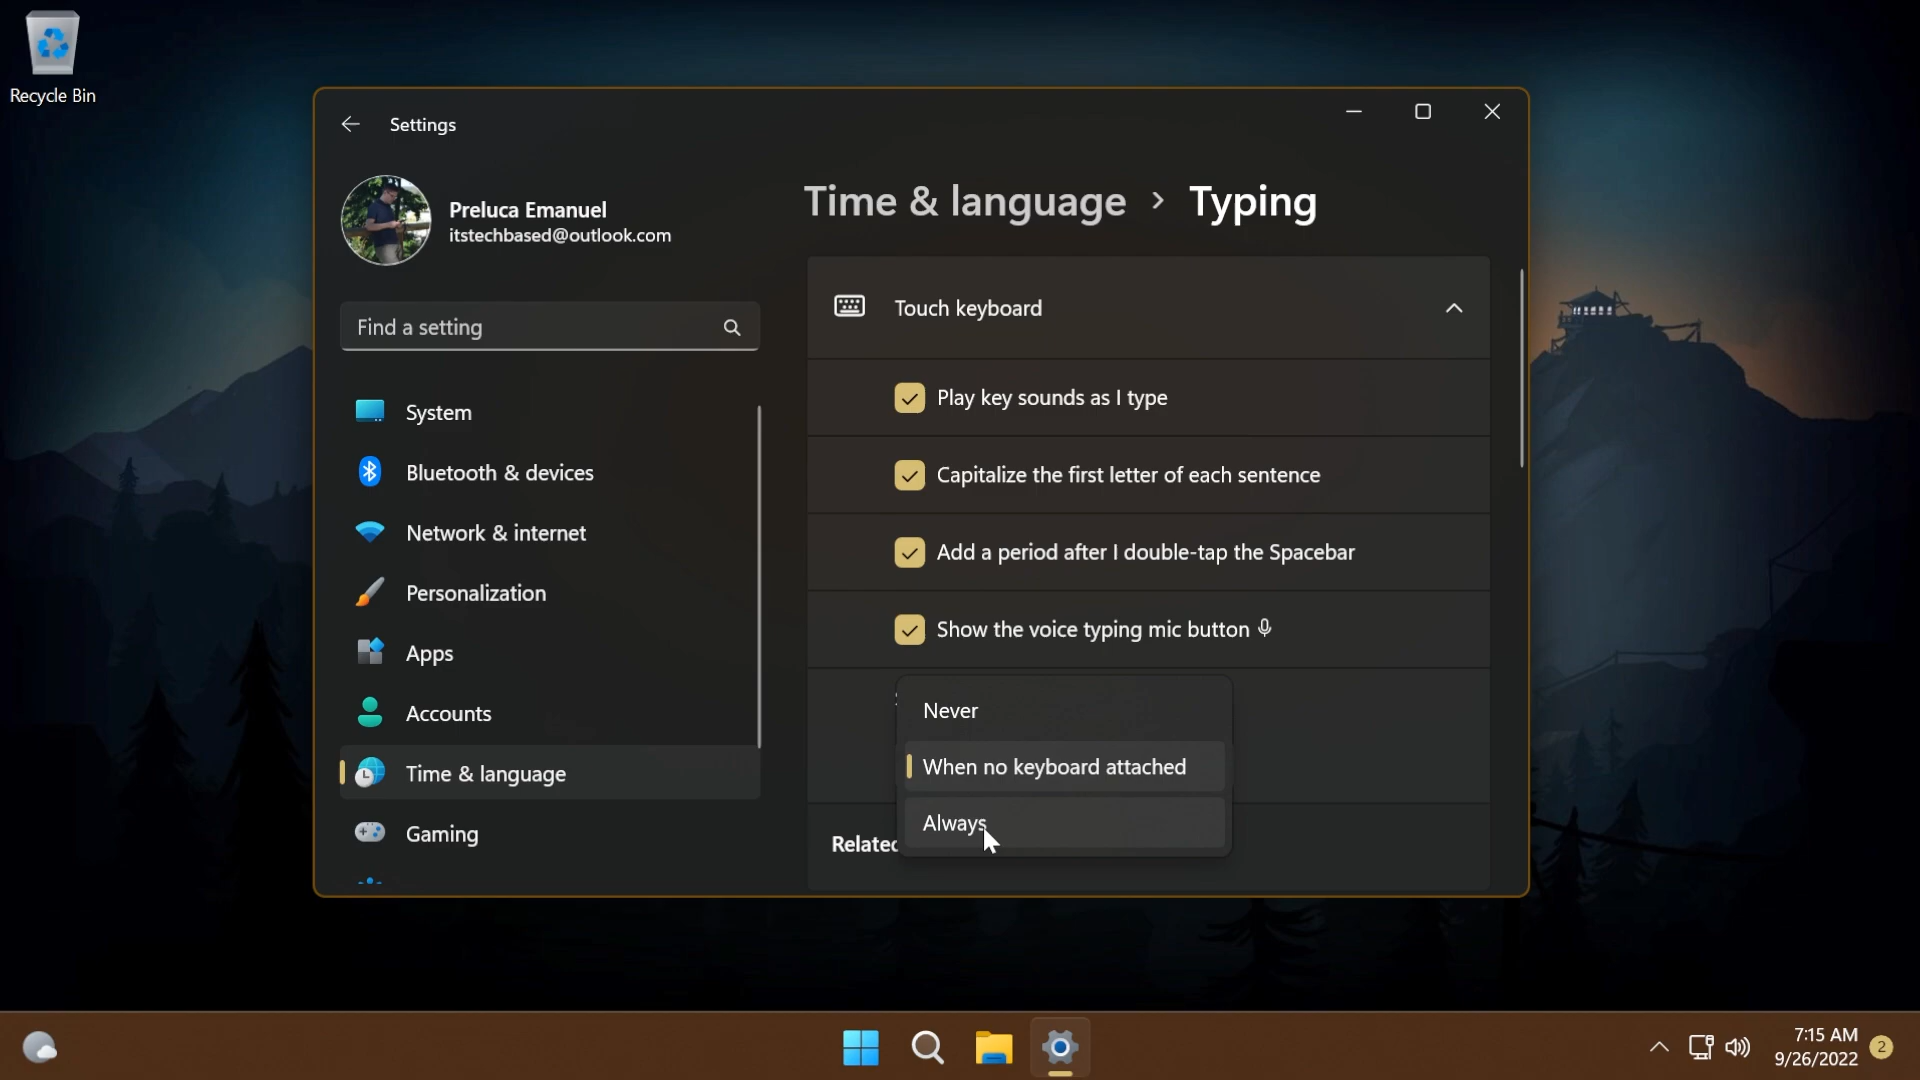 Recycle Bin
Settings
Preluca Emanuel
itstechbased@outlook.com
Find a setting
System
Bluetooth & devices
Network & internet
Personalization
Apps
Accounts
Time & language
Gaming
Time & language > Typing
Touch keyboard
Play key sounds as I type
Capitalize the first letter of each sentence
Add a period after I double-tap the Spacebar
Show the voice typing mic button
Never
When no keyboard attached
Always
7:15 AM
9/26/2022
2